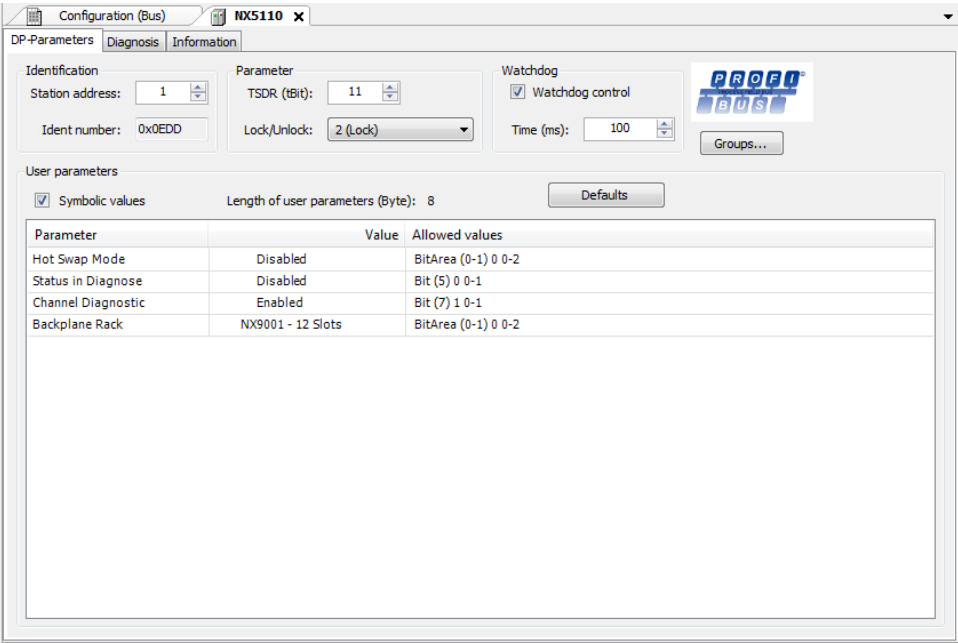 Configuration (Bus) NX5110
DP-Parameters Diagnosis Information
Identification Parameter Watchdog
Station address: 1 TSDR (tBit): 11 Watchdog control
Ident number: 0x0EDD Lock/Unlock: 2 (Lock) Time (ms): 100
PROFI
PROCESS FIELD BUS
BUS
Groups...
User parameters
Symbolic values Length of user parameters (Byte): 8 Defaults
Parameter Value Allowed values
Hot Swap Mode Disabled BitArea (0-1) 0 0-2
Status in Diagnose Disabled Bit (5) 0 0-1
Channel Diagnostic Enabled Bit (7) 1 0-1
Backplane Rack NX9001 - 12 Slots BitArea (0-1) 0 0-2